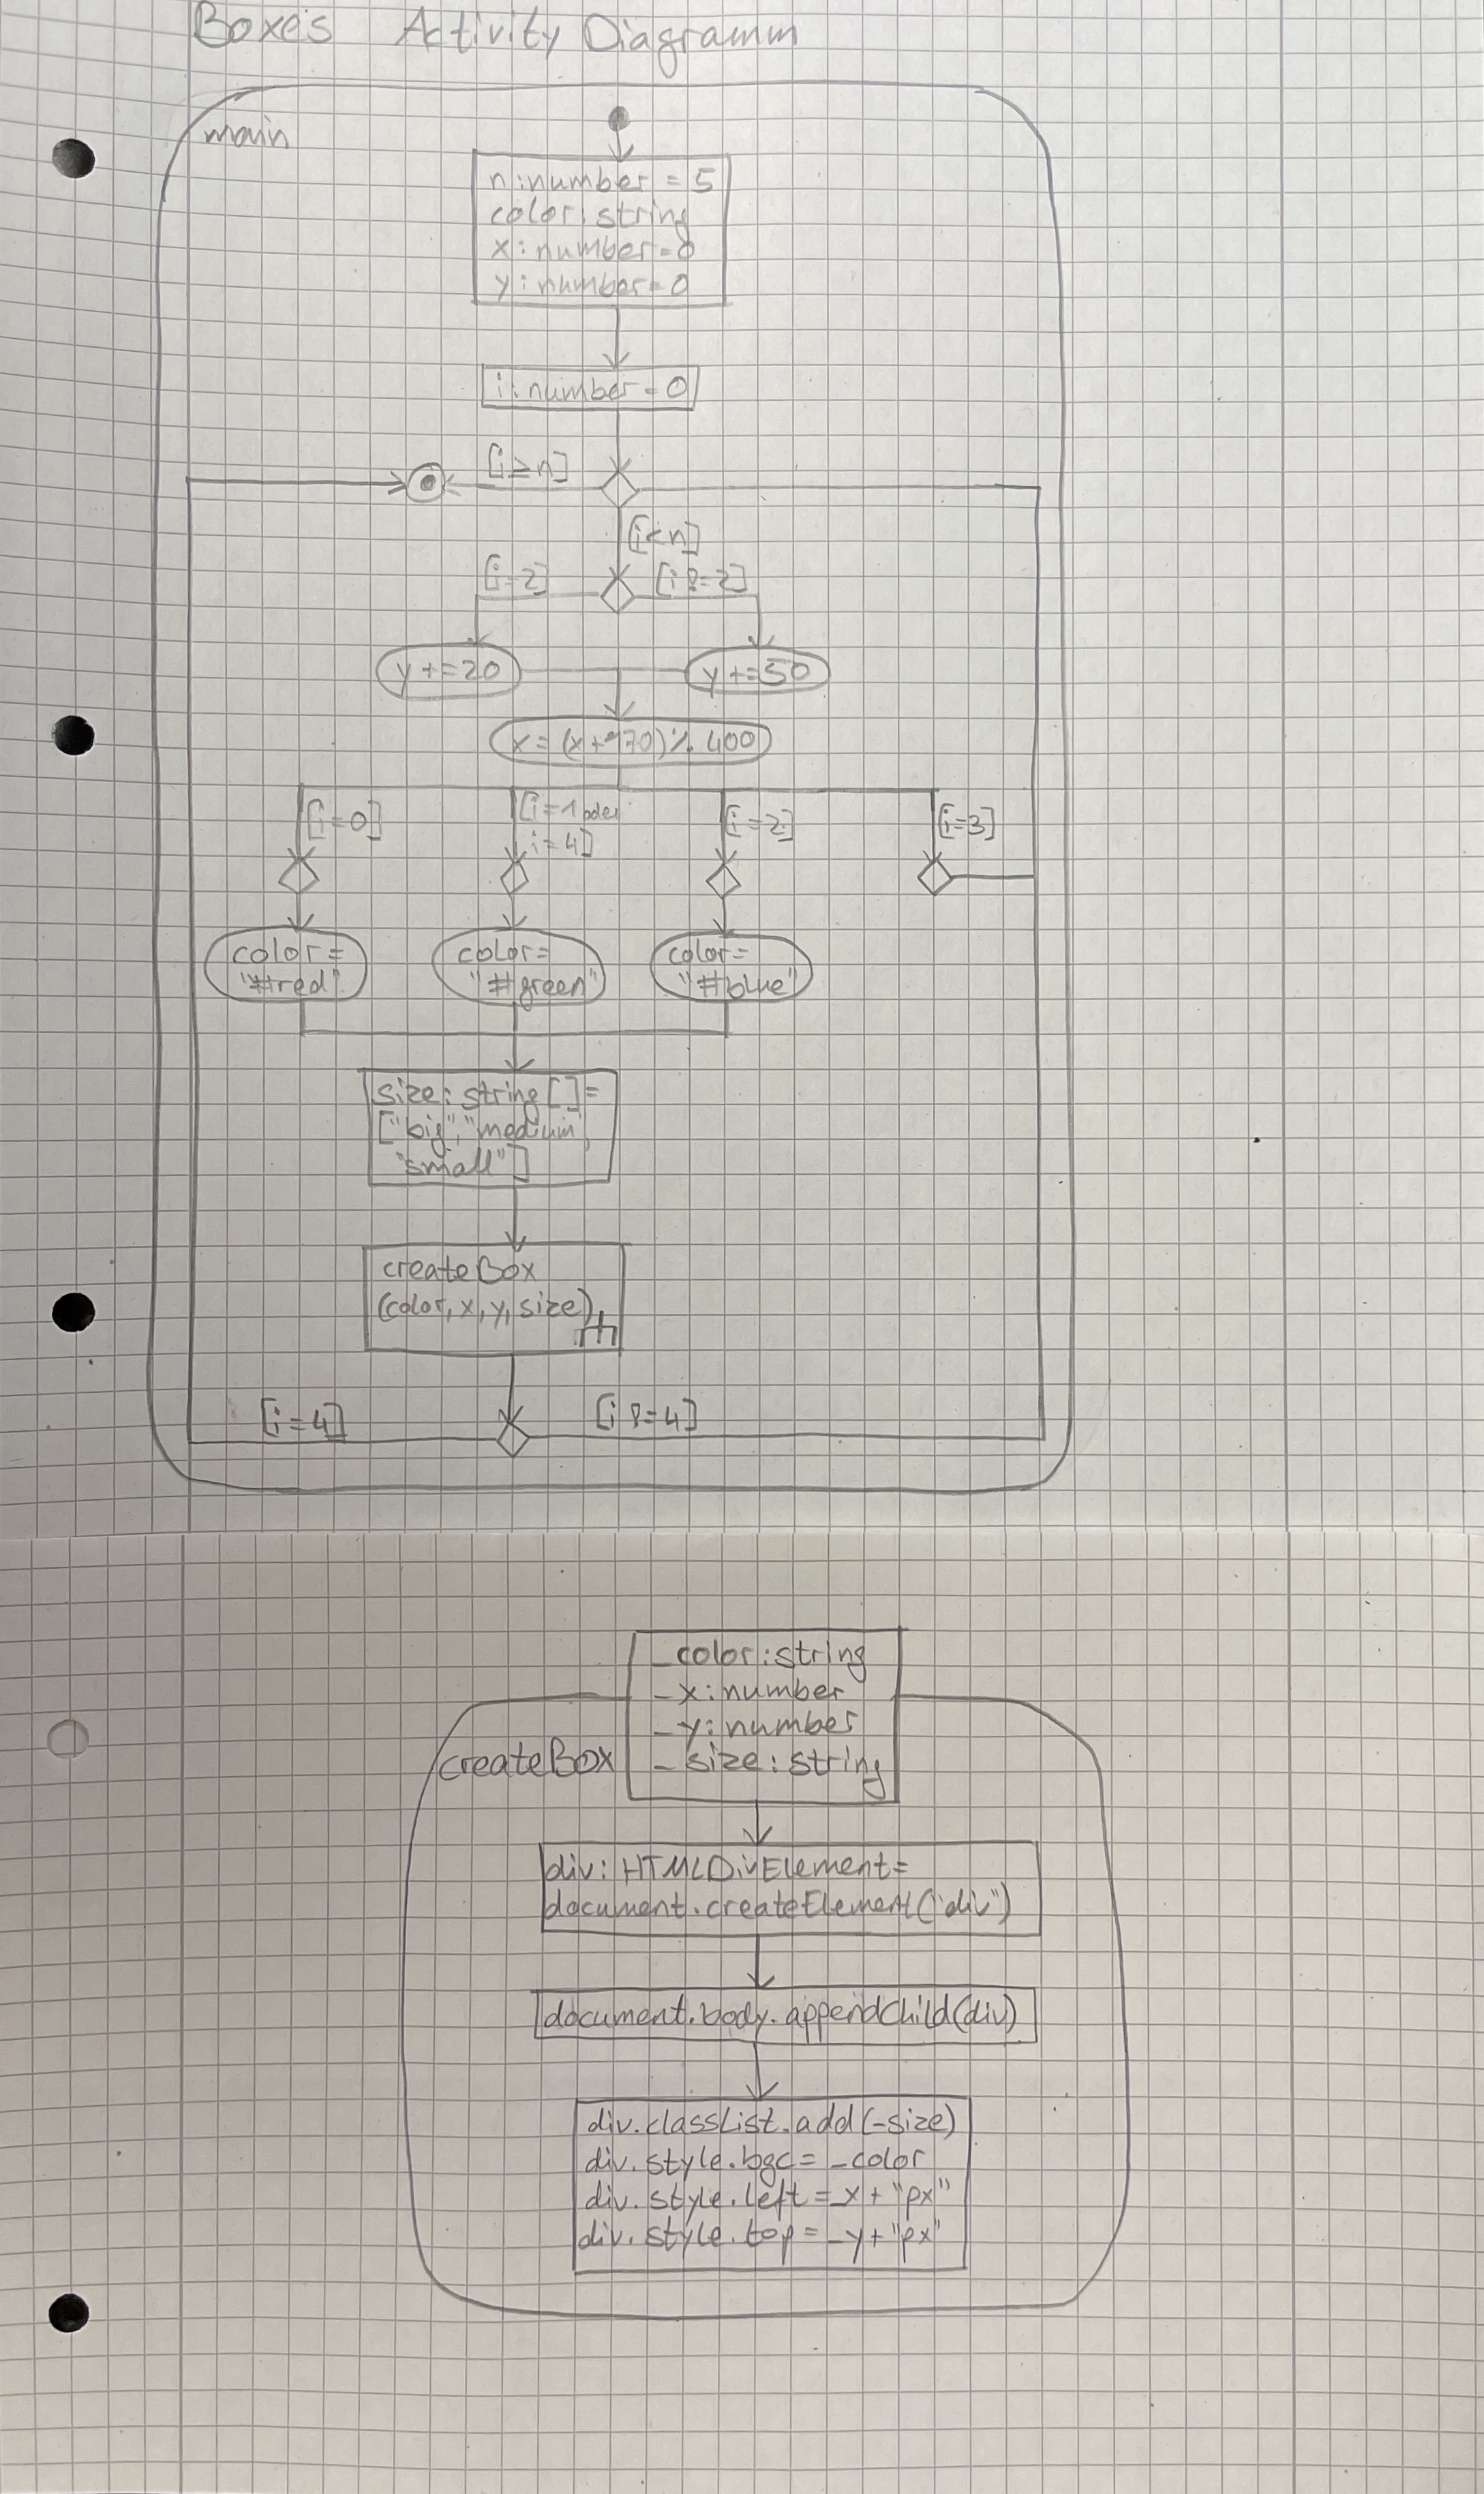 Boxes Activity Diagramm
main
n:number = 5
color:string
x:number=0
y:number=0
i:number = 0
[i≥n]
[i<n]
[i=2] [i!=2]
y+=20 y+=50
x=(x+170)% 400
[i=0] [i=1 oder i=4] [i=2] [i=3]
color= color= color=
"#red" "#green" "#blue"
size:string[]=
["big","medium",
"small"]
createBox
(color,x,y,size)
[i=4] [i!=4]
_color:string
_x:number
_y:number
_size:string
createBox
div:HTMLDivElement=
document.createElement("div")
document.body.appendChild(div)
div.classList.add(_size)
div.style.bgc=_color
div.style.left=_x+"px"
div.style.top=_y+"px"